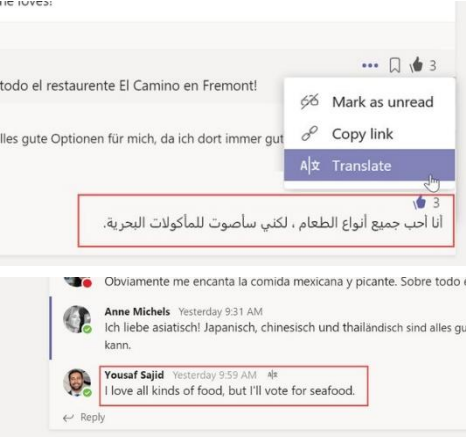 he loves!
3
todo el restaurente El Camino en Fremont!
Mark as unread
lles gute Optionen für mich, da ich dort immer gut
Copy link
Translate
3
أنا أحب جميع أنواع الطعام ، لكني سأصوت للمأكولات البحرية.
Obviamente me encanta la comida mexicana y picante. Sobre todo e
Anne Michels Yesterday 9:31 AM
Ich liebe asiatisch! Japanisch, chinesisch und thailändisch sind alles gu
kann.
Yousaf Sajid Yesterday 9:59 AM
I love all kinds of food, but I'll vote for seafood.
Reply